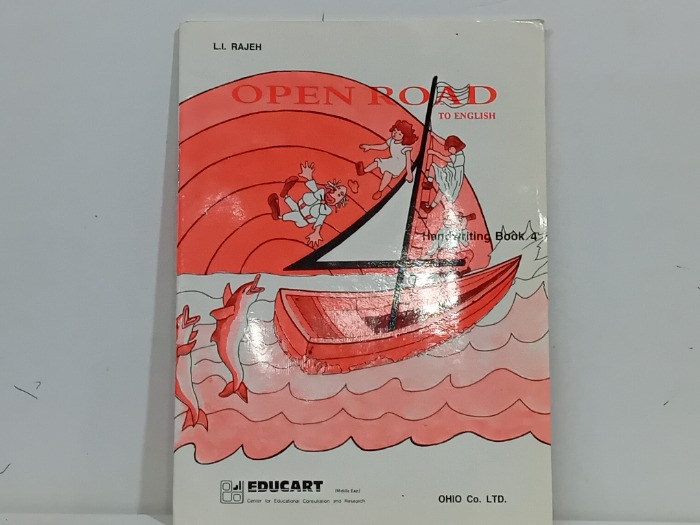 L.I. RAJEH
OPEN ROAD
TO ENGLISH
Handwriting Book 4
EDUCART (Middle East)
Center for Educational Consultation and Research
OHIO Co. LTD.